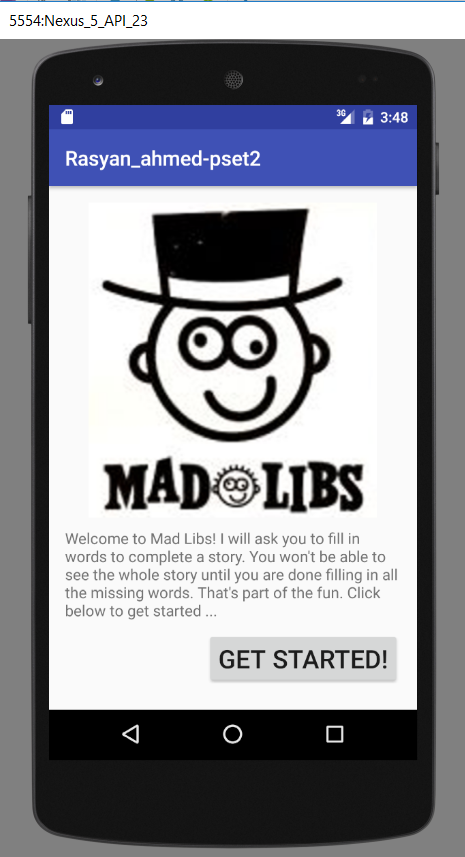 5554:Nexus_5_API_23
3G 3:48
Rasyan_ahmed-pset2
MAD LIBS
Welcome to Mad Libs! I will ask you to fill in
words to complete a story. You won't be able to
see the whole story until you are done filling in all
the missing words. That's part of the fun. Click
below to get started ...
GET STARTED!